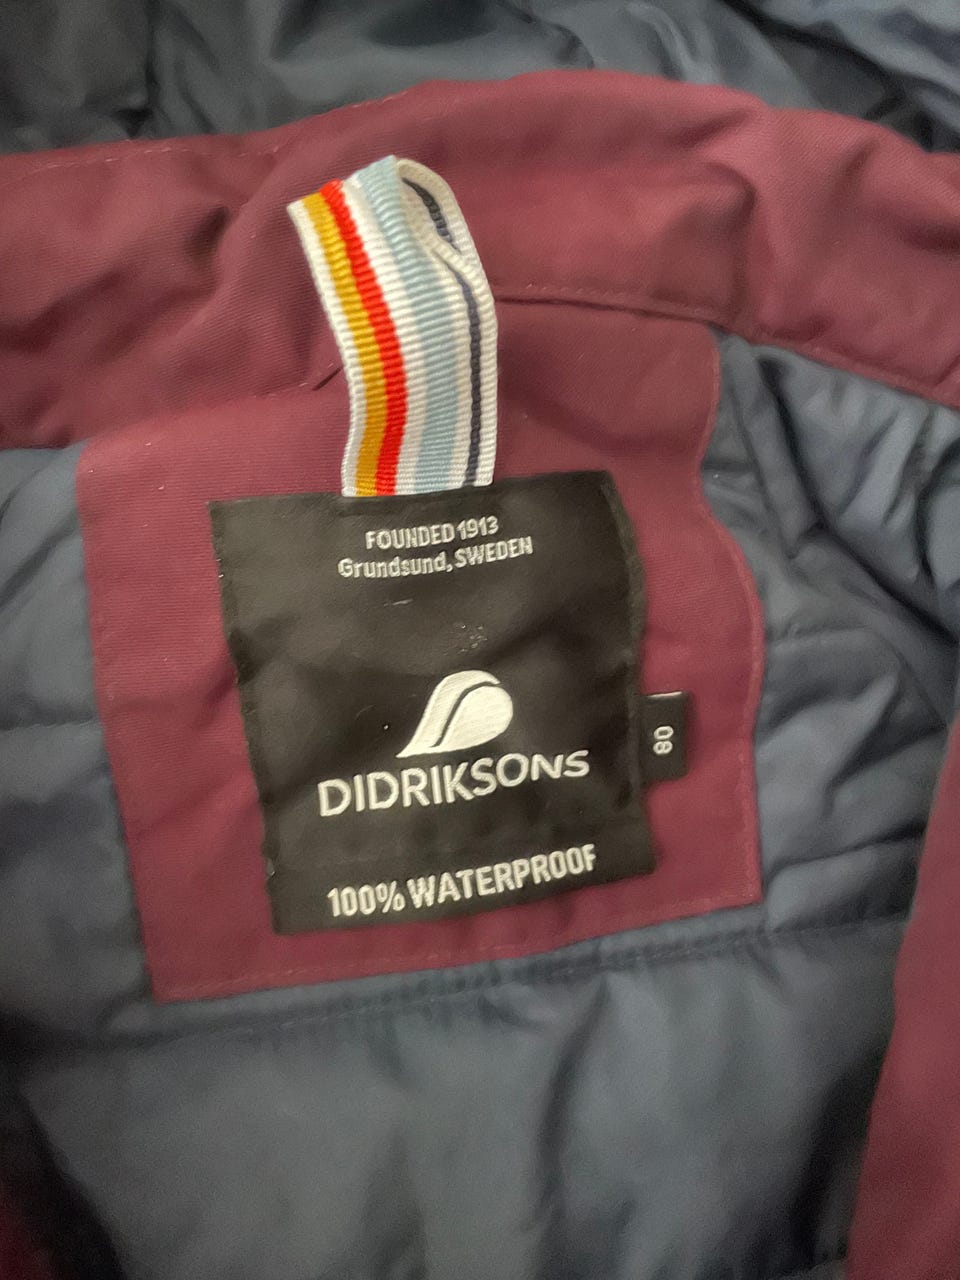 FOUNDED 1913
Grundsund, SWEDEN
DIDRIKSONS
80
100% WATERPROOF